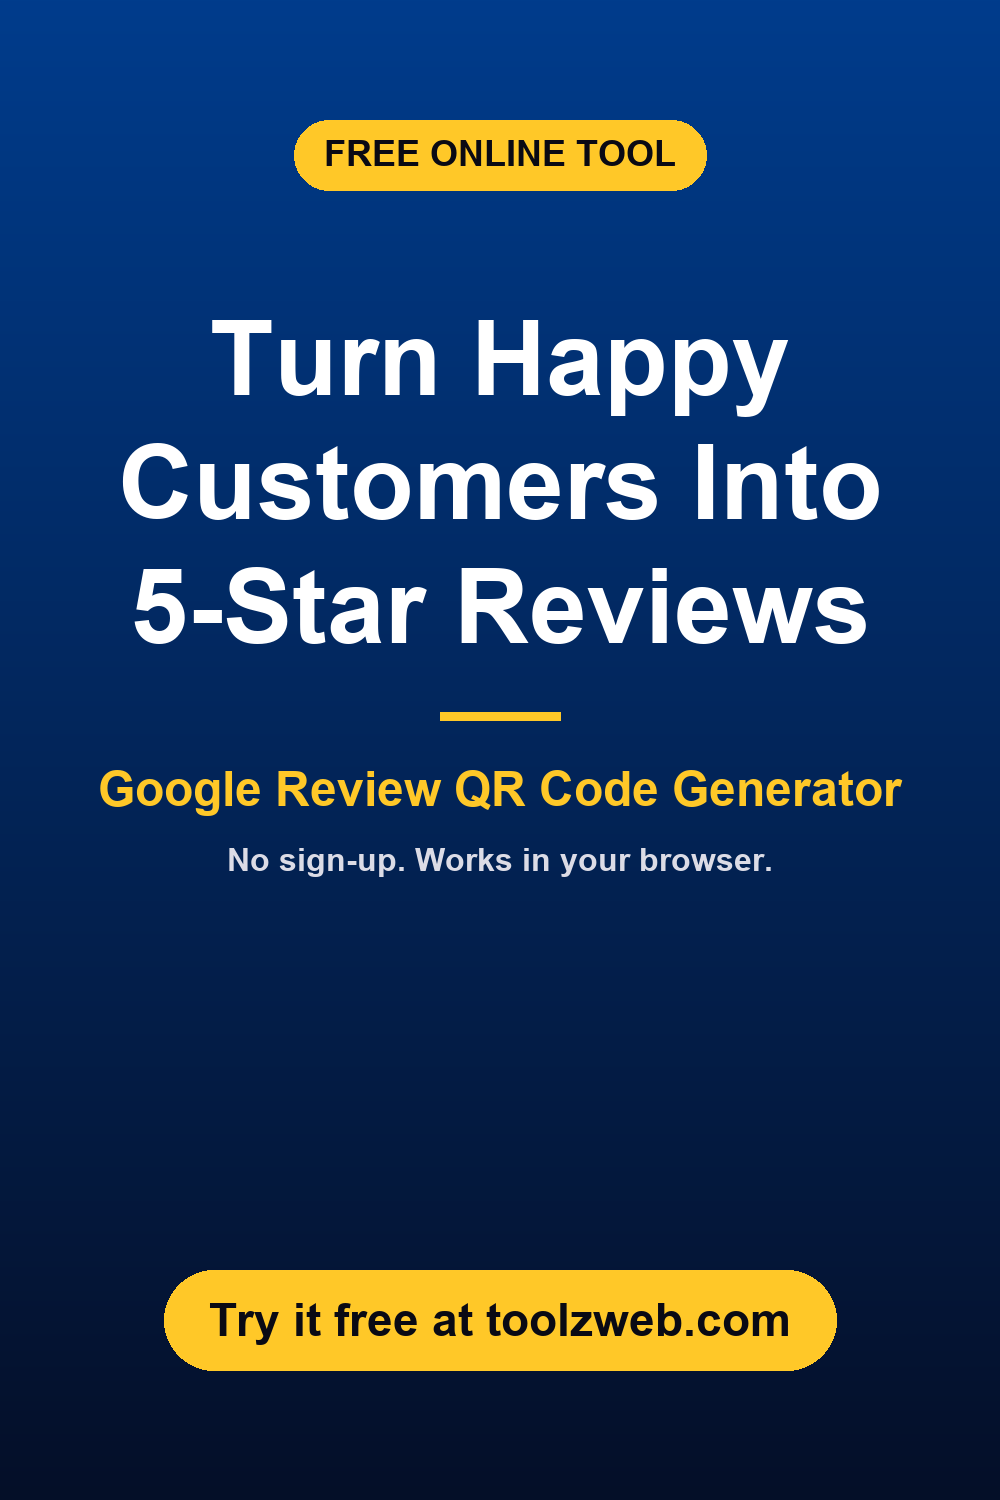 FREE ONLINE TOOL
Turn Happy
Customers Into
5-Star Reviews
Google Review QR Code Generator
No sign-up. Works in your browser.
Try it free at toolzweb.com